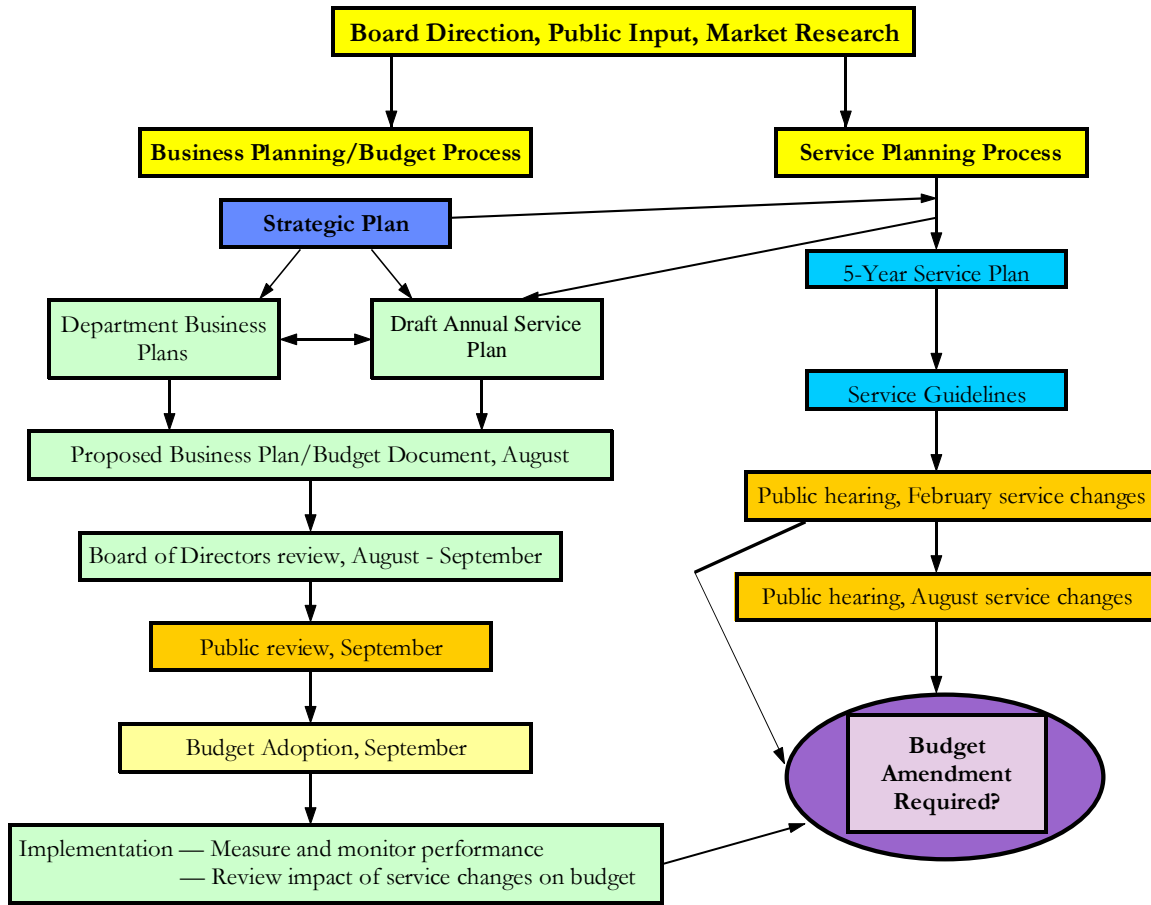 Board Direction, Public Input, Market Research
Business Planning/Budget Process
Service Planning Process
Strategic Plan
5-Year Service Plan
Department Business
Plans
Draft Annual Service
Plan
Service Guidelines
Proposed Business Plan/Budget Document, August
Public hearing, February service changes
Board of Directors review, August - September
Public hearing, August service changes
Public review, September
Budget Adoption, September
Budget
Amendment
Required?
Implementation — Measure and monitor performance
— Review impact of service changes on budget